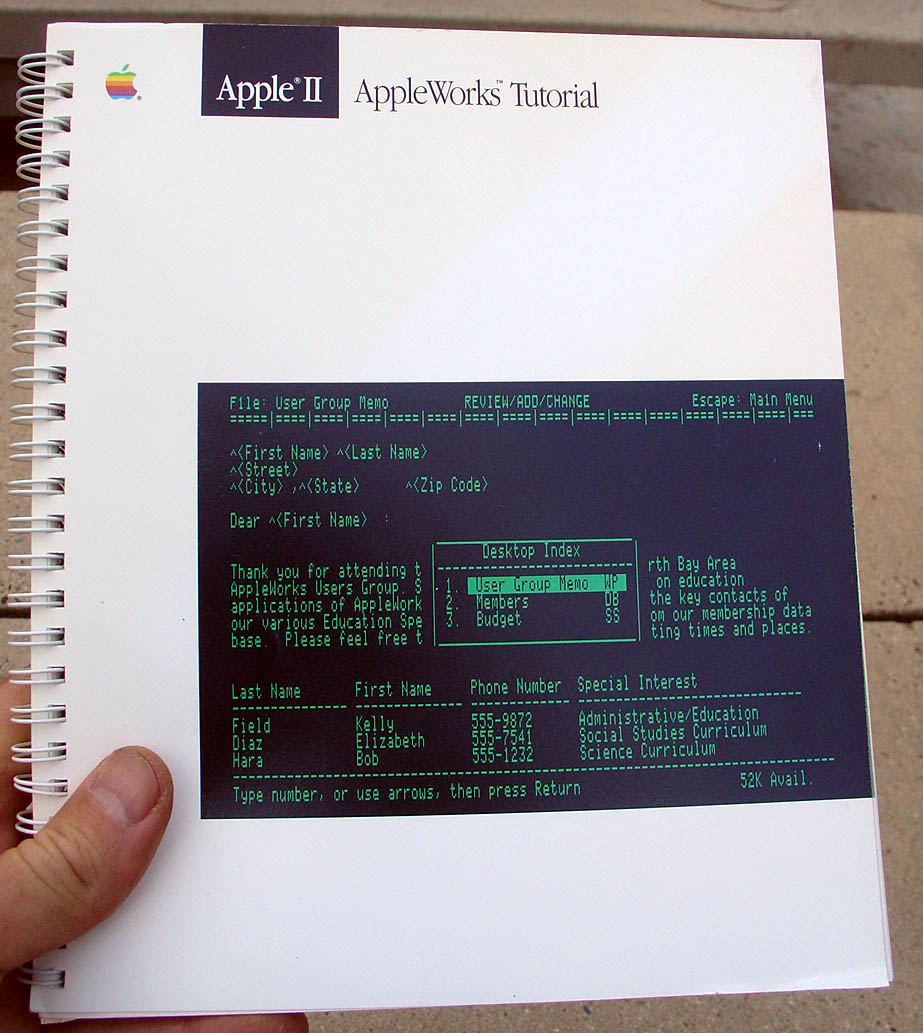 Apple® II AppleWorks™ Tutorial
File: User Group Memo REVIEW/ADD/CHANGE Escape: Main Menu
=====|====|====|====|====|====|====|====|====|====|====|====|====|====|====|===
^<First Name> ^<Last Name>
^<Street>
^<City> ,^<State> ^<Zip Code>
Dear ^<First Name> :
Desktop Index
Thank you for attending t rth Bay Area
AppleWorks Users Group. S 1. User Group Memo WP on education
applications of AppleWork 2. Members DB the key contacts of
our various Education Spe 3. Budget SS om our membership data
base. Please feel free t ting times and places.
Last Name First Name Phone Number Special Interest
Field Kelly 555-9872 Administrative/Education
Diaz Elizabeth 555-7541 Social Studies Curriculum
Hara Bob 555-1232 Science Curriculum
Type number, or use arrows, then press Return 52K Avail.